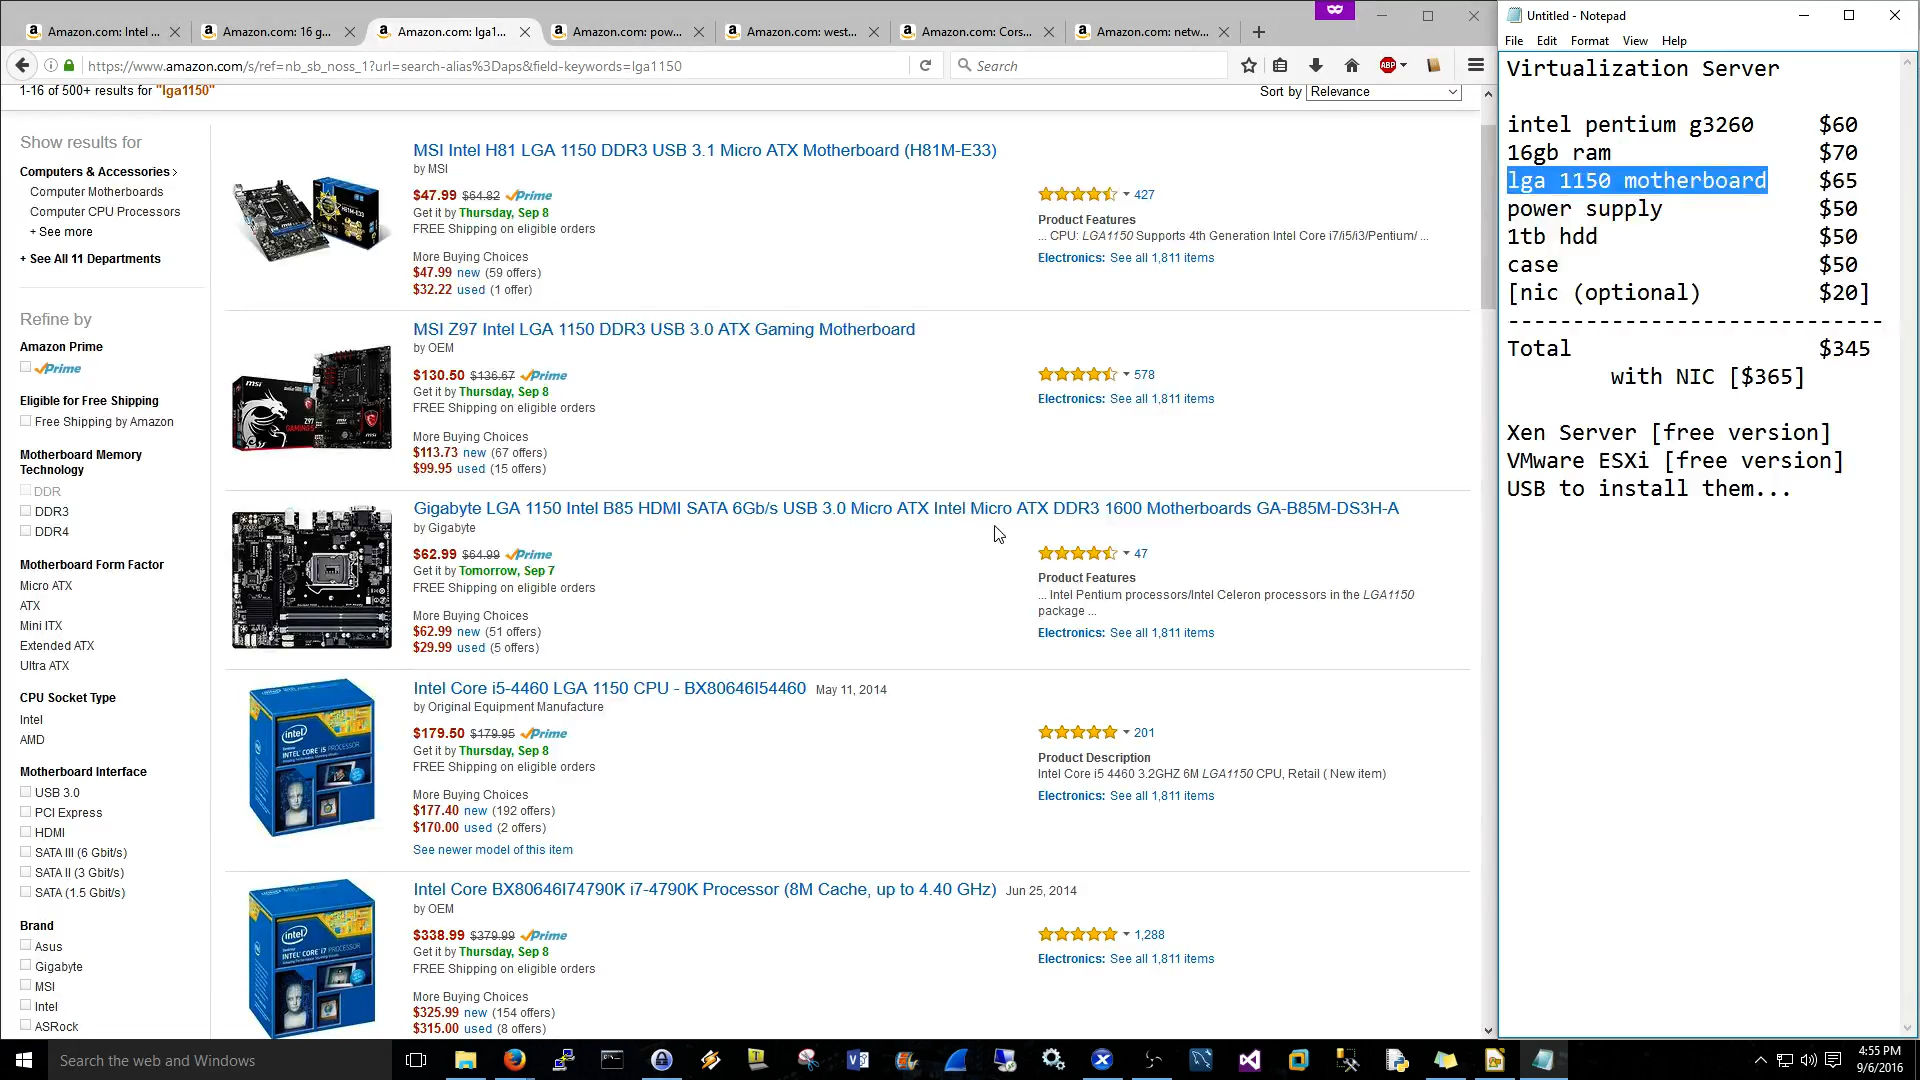 Amazon.com: Intel ...
Amazon.com: 16 g...
Amazon.com: lga1...
Amazon.com: pow...
Amazon.com: west...
Amazon.com: Cors...
Amazon.com: netw...
https://www.amazon.com/s/ref=nb_sb_noss_1?url=search-alias%3Daps&field-keywords=lga1150
Search
ABP
1-16 of 500+ results for "lga1150"
Sort by Relevance
Show results for
Computers & Accessories
Computer Motherboards
Computer CPU Processors
+ See more
+ See All 11 Departments
Refine by
Amazon Prime
Prime
Eligible for Free Shipping
Free Shipping by Amazon
Motherboard Memory
Technology
DDR
DDR3
DDR4
Motherboard Form Factor
Micro ATX
ATX
Mini ITX
Extended ATX
Ultra ATX
CPU Socket Type
Intel
AMD
Motherboard Interface
USB 3.0
PCI Express
HDMI
SATA III (6 Gbit/s)
SATA II (3 Gbit/s)
SATA (1.5 Gbit/s)
Brand
Asus
Gigabyte
MSI
Intel
ASRock
MSI Intel H81 LGA 1150 DDR3 USB 3.1 Micro ATX Motherboard (H81M-E33)
by MSI
$47.99 $64.82 Prime
Get it by Thursday, Sep 8
FREE Shipping on eligible orders
More Buying Choices
$47.99 new (59 offers)
$32.22 used (1 offer)
427
Product Features
... CPU: LGA1150 Supports 4th Generation Intel Core i7/i5/i3/Pentium/ ...
Electronics: See all 1,811 items
MSI Z97 Intel LGA 1150 DDR3 USB 3.0 ATX Gaming Motherboard
by OEM
$130.50 $136.67 Prime
Get it by Thursday, Sep 8
FREE Shipping on eligible orders
More Buying Choices
$113.73 new (67 offers)
$99.95 used (15 offers)
578
Electronics: See all 1,811 items
Gigabyte LGA 1150 Intel B85 HDMI SATA 6Gb/s USB 3.0 Micro ATX Intel Micro ATX DDR3 1600 Motherboards GA-B85M-DS3H-A
by Gigabyte
$62.99 $64.99 Prime
Get it by Tomorrow, Sep 7
FREE Shipping on eligible orders
More Buying Choices
$62.99 new (51 offers)
$29.99 used (5 offers)
47
Product Features
... Intel Pentium processors/Intel Celeron processors in the LGA1150
package ...
Electronics: See all 1,811 items
Intel Core i5-4460 LGA 1150 CPU - BX80646I54460 May 11, 2014
by Original Equipment Manufacture
$179.50 $179.95 Prime
Get it by Thursday, Sep 8
FREE Shipping on eligible orders
More Buying Choices
$177.40 new (192 offers)
$170.00 used (2 offers)
See newer model of this item
201
Product Description
Intel Core i5 4460 3.2GHZ 6M LGA1150 CPU, Retail ( New item)
Electronics: See all 1,811 items
Intel Core BX80646I74790K i7-4790K Processor (8M Cache, up to 4.40 GHz) Jun 25, 2014
by OEM
$338.99 $379.99 Prime
Get it by Thursday, Sep 8
FREE Shipping on eligible orders
More Buying Choices
$325.99 new (154 offers)
$315.00 used (8 offers)
1,288
Electronics: See all 1,811 items
Untitled - Notepad
File Edit Format View Help
Virtualization Server
intel pentium g3260 $60
16gb ram $70
lga 1150 motherboard $65
power supply $50
1tb hdd $50
case $50
[nic (optional) $20]
-----------------------------
Total $345
with NIC [$365]
Xen Server [free version]
VMware ESXi [free version]
USB to install them...
Search the web and Windows
4:55 PM
9/6/2016